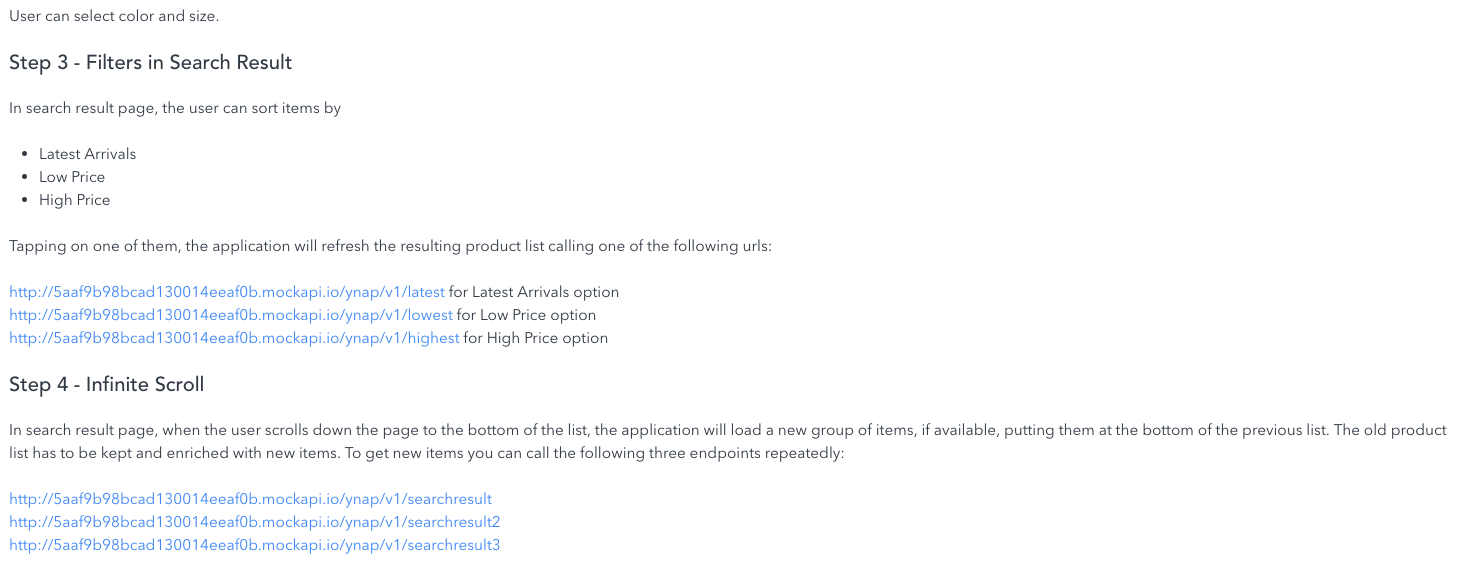 User can select color and size.
Step 3 - Filters in Search Result
In search result page, the user can sort items by
• Latest Arrivals
• Low Price
• High Price
Tapping on one of them, the application will refresh the resulting product list calling one of the following urls:
http://5aaf9b98bcad130014eeaf0b.mockapi.io/ynap/v1/latest for Latest Arrivals option
http://5aaf9b98bcad130014eeaf0b.mockapi.io/ynap/v1/lowest for Low Price option
http://5aaf9b98bcad130014eeaf0b.mockapi.io/ynap/v1/highest for High Price option
Step 4 - Infinite Scroll
In search result page, when the user scrolls down the page to the bottom of the list, the application will load a new group of items, if available, putting them at the bottom of the previous list. The old product
list has to be kept and enriched with new items. To get new items you can call the following three endpoints repeatedly:
http://5aaf9b98bcad130014eeaf0b.mockapi.io/ynap/v1/searchresult
http://5aaf9b98bcad130014eeaf0b.mockapi.io/ynap/v1/searchresult2
http://5aaf9b98bcad130014eeaf0b.mockapi.io/ynap/v1/searchresult3